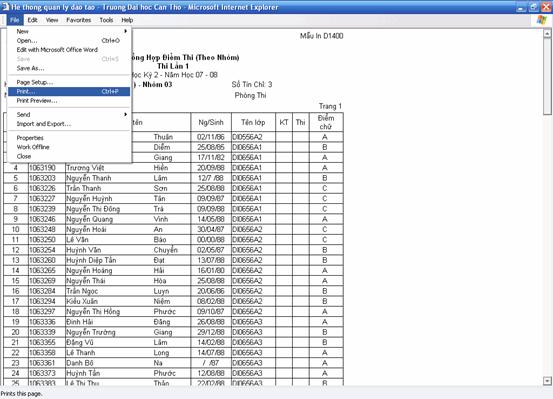 He thong quan ly dao tao - Truong Dai hoc Can Tho - Microsoft Internet Explorer
File Edit View Favorites Tools Help
New
Open... Ctrl+O
Edit with Microsoft Office Word
Save Ctrl+S
Save As...
Page Setup...
Print... Ctrl+P
Print Preview...
Send
Import and Export...
Properties
Work Offline
Close
Mẫu In D1400
ổng Hợp Điểm Thi (Theo Nhóm)
Thi Lần 1
Học Kỳ 2 - Năm Học 07 - 08
) - Nhóm 03 Số Tín Chỉ: 3
Phòng Thi
Trang 1
tên Ng/Sinh Tên lớp KT Thi Điểm chữ
Thuận 02/11/86 DI0556A2 A
Diễm 25/08/85 DI0656A1 B
Giang 17/11/82 DI0656A1 A
4 1063190 Trương Việt Hiền 20/09/88 DI0656A1 A
5 1063203 Nguyễn Thanh Lâm 12/7 /88 DI0656A1 B
6 1063226 Trần Thanh Sơn 25/08/88 DI0656A1 C
7 1063227 Nguyễn Huỳnh Tân 09/09/87 DI0656A1 C
8 1063239 Nguyễn Thị Đông Trà 09/09/88 DI0656A1 C
9 1063246 Nguyễn Quang Vinh 14/05/88 DI0656A1 A
10 1063248 Nguyễn Hoài An 30/04/87 DI0656A2 C
11 1063250 Lê Văn Bảo 00/00/88 DI0656A2 C
12 1063254 Huỳnh Văn Chuyển 02/05/87 DI0656A2 B
13 1063260 Huỳnh Diệp Tấn Đạt 13/07/88 DI0656A2 B
14 1063265 Nguyễn Hoàng Hải 16/01/80 DI0656A2 A
15 1063269 Nguyễn Thái Hòa 25/08/88 DI0656A2 A
16 1063284 Trần Ngọc Luyn 20/06/86 DI0656A2 B
17 1063294 Kiều Xuân Niệm 08/02/88 DI0656A2 B
18 1063297 Nguyễn Thị Hồng Phước 09/10/87 DI0656A2 A
19 1063336 Đinh Hải Đăng 26/08/88 DI0656A3 A
20 1063339 Nguyễn Trường Giang 29/12/88 DI0656A3 B
21 1063355 Đặng Vũ Lâm 14/02/88 DI0656A3 B
22 1063358 Lê Thanh Long 14/07/88 DI0656A3 A
23 1063361 Danh Bô Na / /87 DI0656A3 A
24 1063373 Huỳnh Tấn Phước 12/08/88 DI0656A3 A
25 1063383 Lê Thị Thu Thảo 22/02/88 DI0656A3 B
Prints this page.